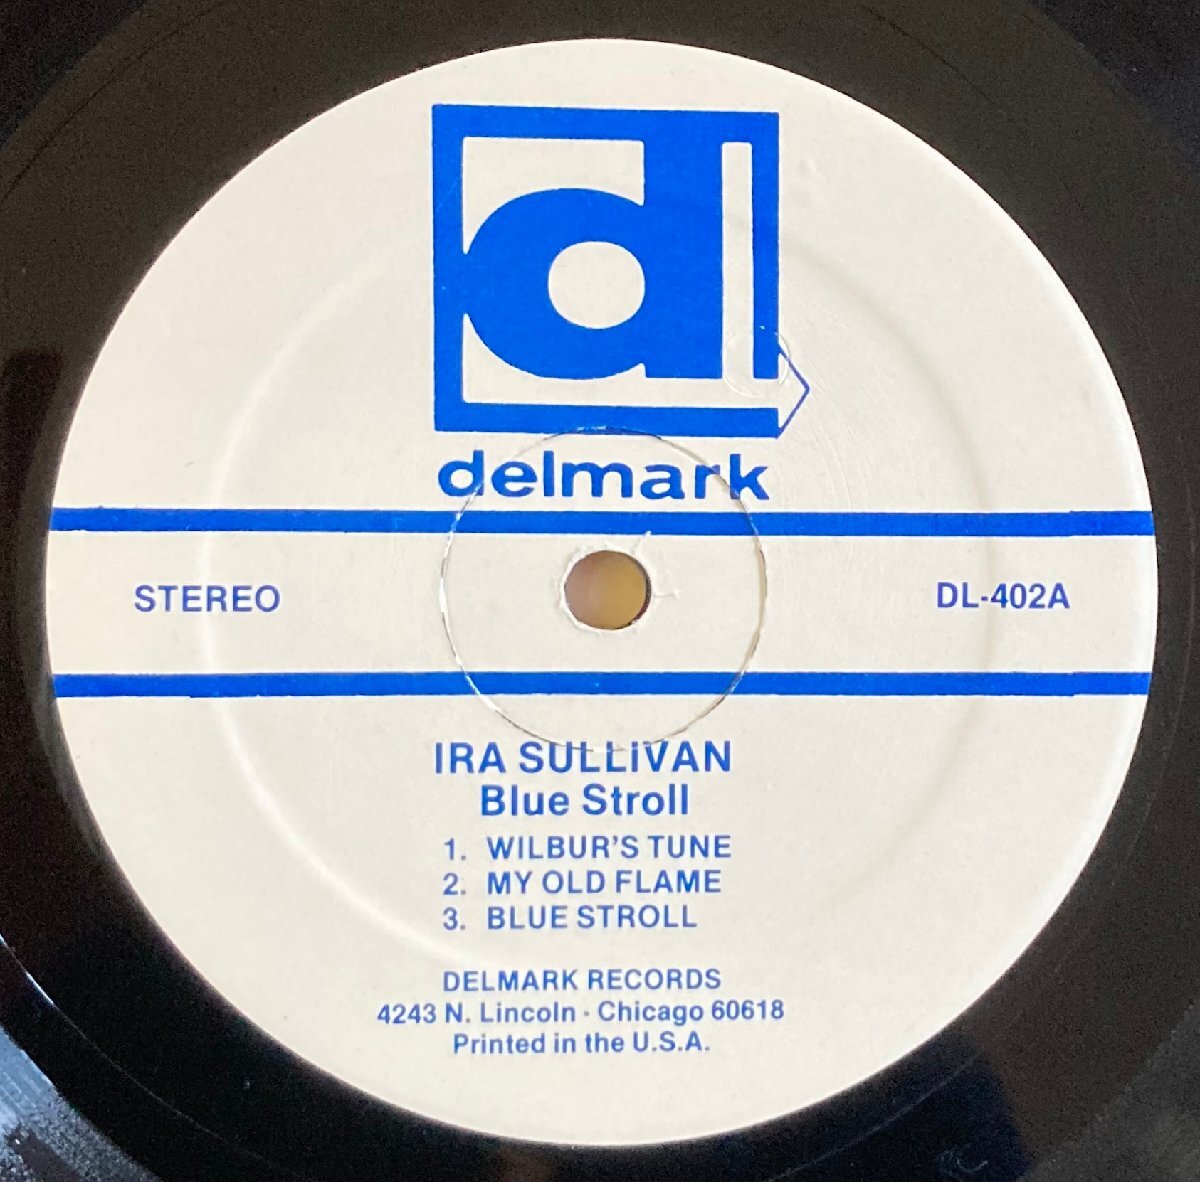 dl
delmark
STEREO
DL-402A
IRA SULLIVAN
Blue Stroll
1. WILBUR'S TUNE
2. MY OLD FLAME
3. BLUE STROLL
DELMARK RECORDS
4243 N. Lincoln · Chicago 60618
Printed in the U.S.A.